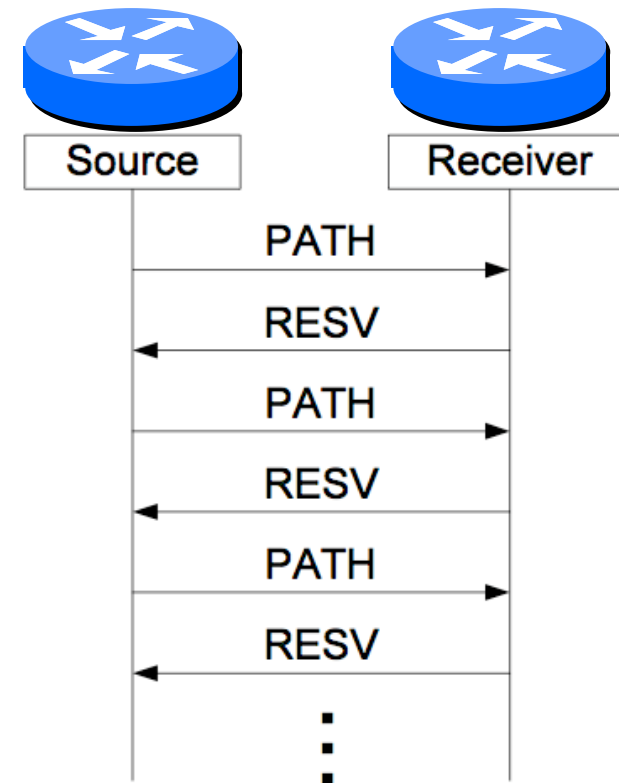 Source
Receiver
PATH
RESV
PATH
RESV
PATH
RESV